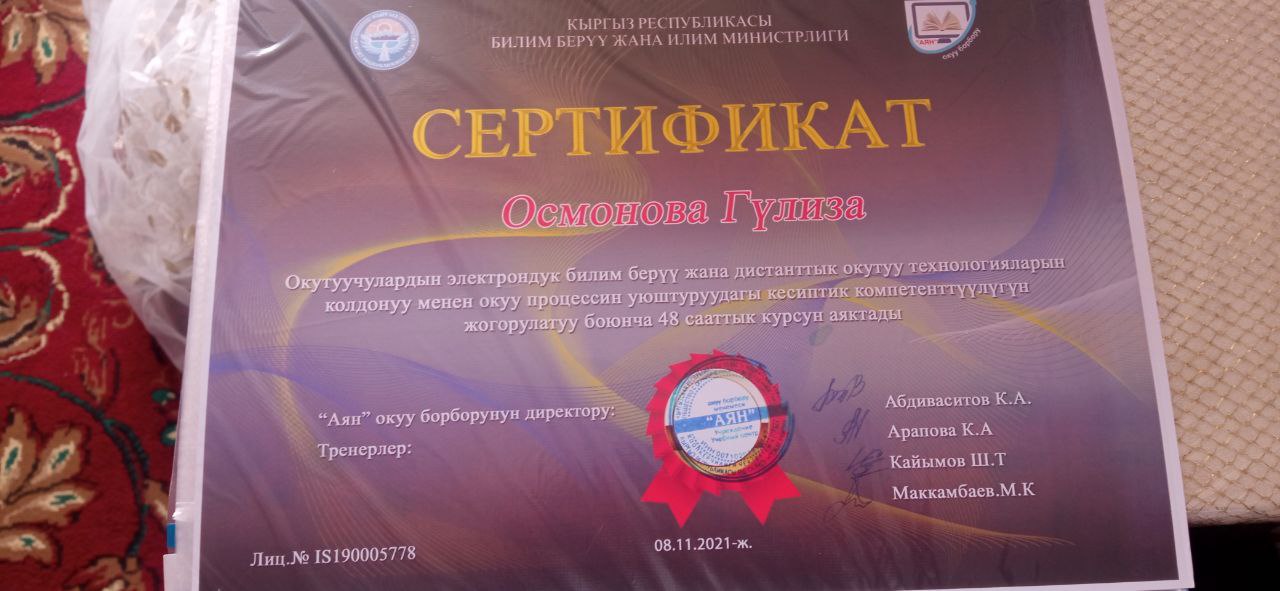 КЫРГЫЗ РЕСПУБЛИКАСЫ
БИЛИМ БЕРҮҮ ЖАНА ИЛИМ МИНИСТРЛИГИ
"АЯН"
окуу борбору
СЕРТИФИКАТ
Осмонова Гүлиза
Окутуучулардын электрондук билим берүү жана дистанттык окутуу технологияларын
колдонуу менен окуу процессин уюштуруудагы кесиптик компетенттүүлүгүн
жогорулатуу боюнча 48 сааттык курсун аяктады
"Аян" окуу борборунун директору:
Тренерлер:
окуу борбору
мекемеси
"АЯН"
Учреждение
Учебный центр
Абдиваситов К.А.
Арапова К.А
Кайымов Ш.Т
Маккамбаев.М.К
Лиц.№ IS190005778
08.11.2021-ж.